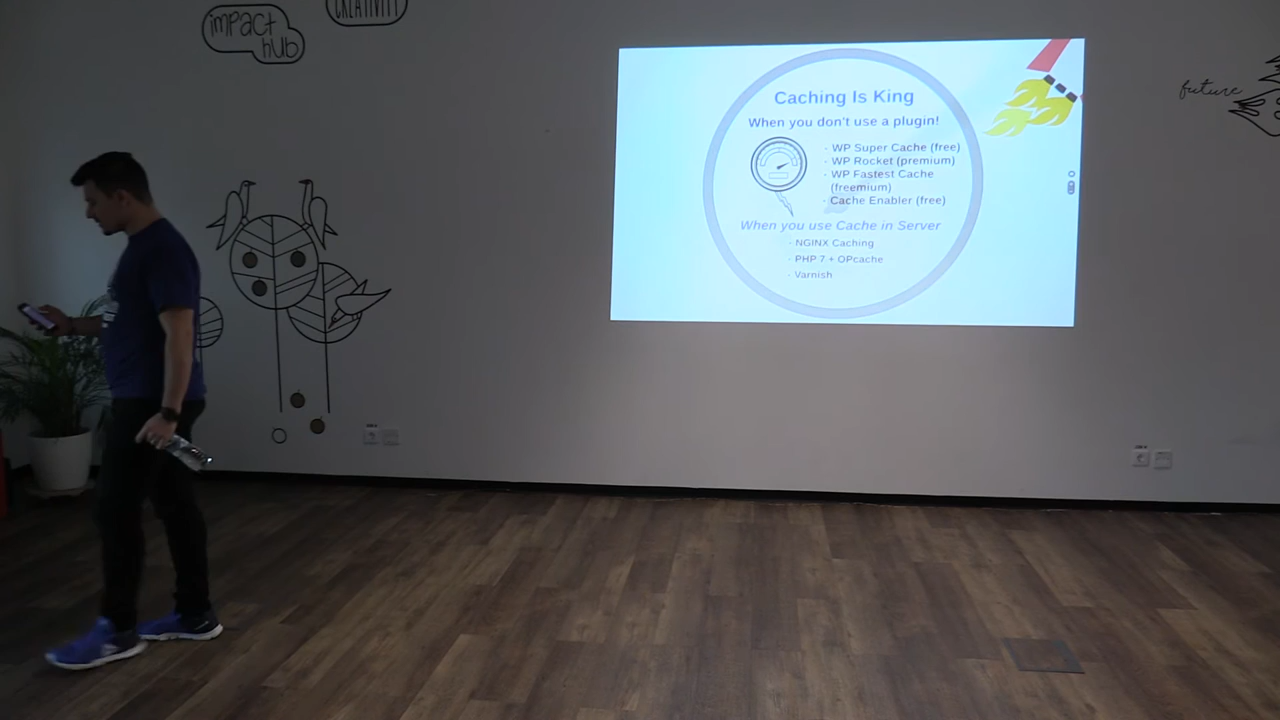 impact
hub
CREATIVITY
future
Caching Is King
When you don't use a plugin!
- WP Super Cache (free)
- WP Rocket (premium)
- WP Fastest Cache
(freemium)
- Cache Enabler (free)
When you use Cache in Server
- NGINX Caching
- PHP 7 + OPcache
- Varnish